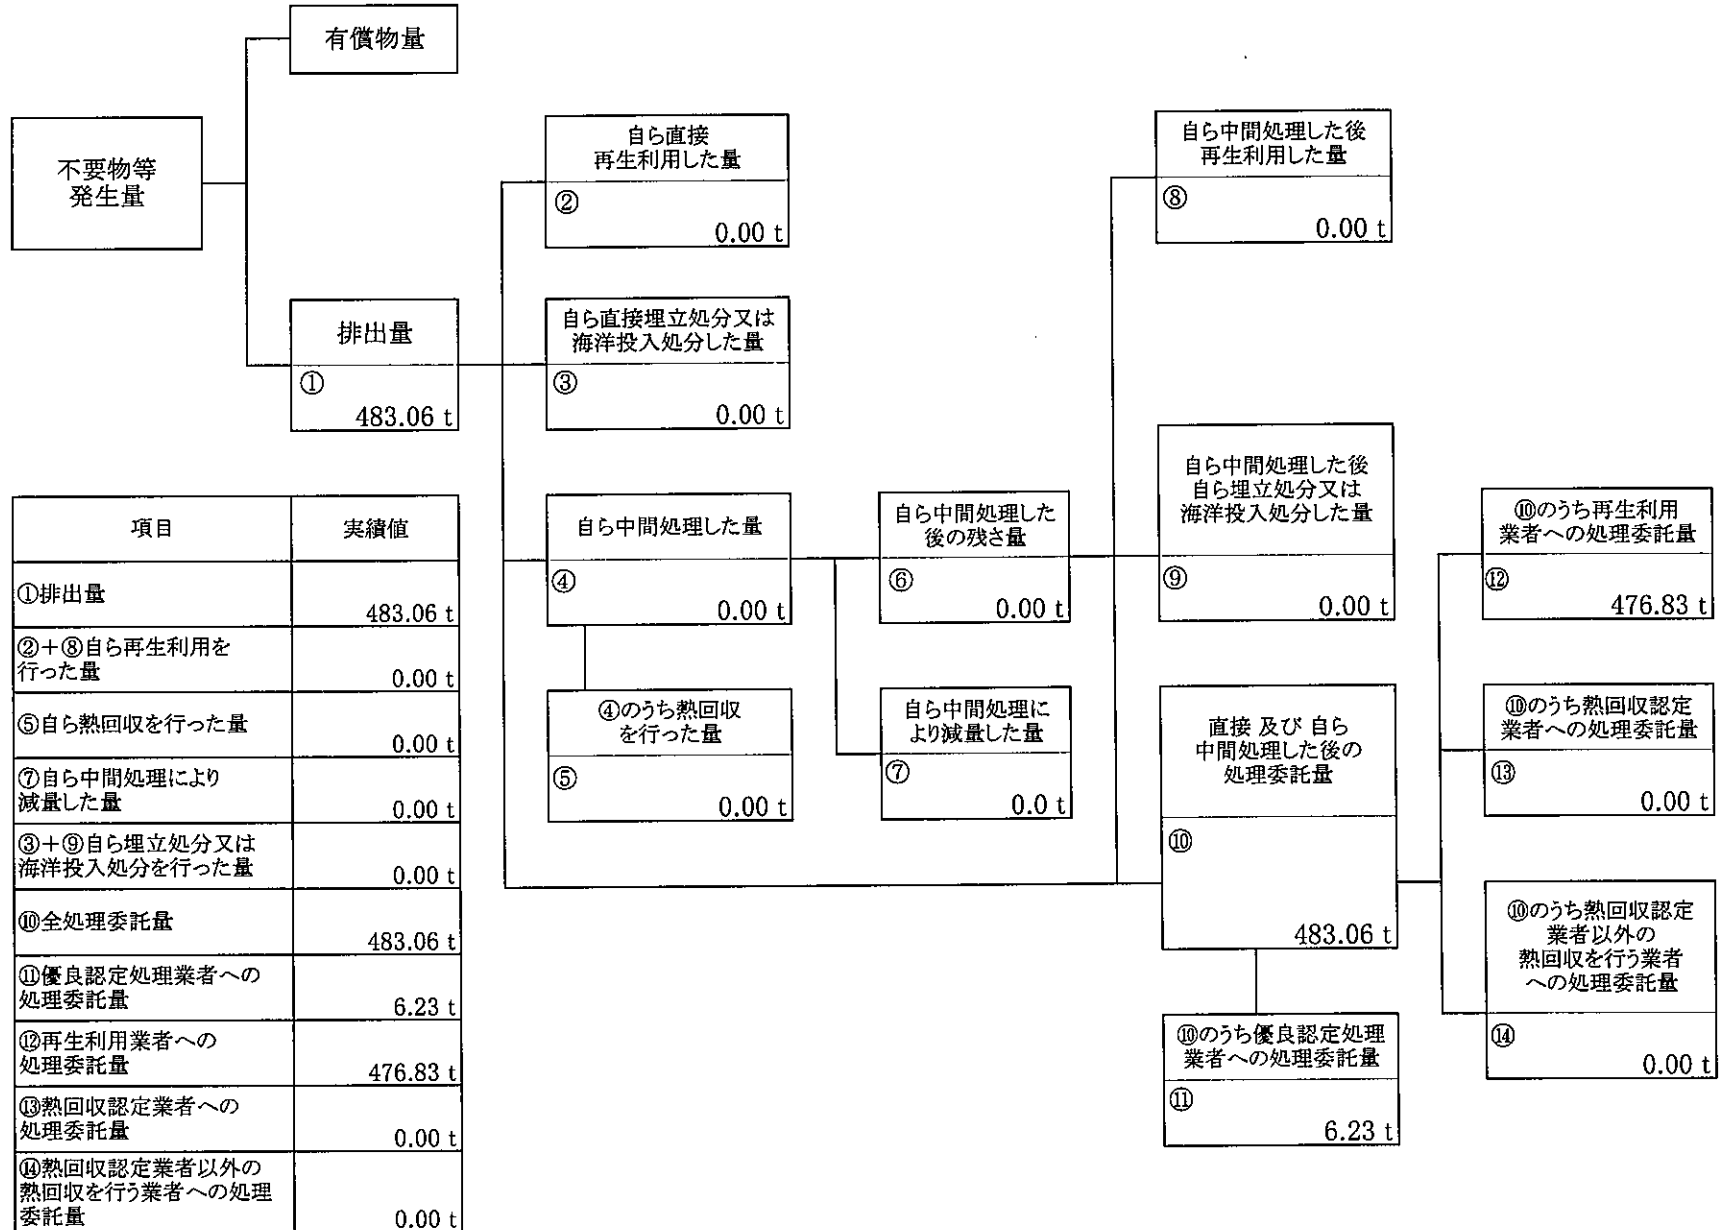 有償物量
不要物等
発生量
自ら直接
再生利用した量
②
0.00 t
自ら中間処理した後
再生利用した量
⑧
0.00 t
排出量
①
483.06 t
自ら直接埋立処分又は
海洋投入処分した量
③
0.00 t
自ら中間処理した量
④
0.00 t
自ら中間処理した
後の残さ量
⑥
0.00 t
自ら中間処理した後
自ら埋立処分又は
海洋投入処分した量
⑨
0.00 t
⑩のうち再生利用
業者への処理委託量
⑫
476.83 t
④のうち熱回収
を行った量
⑤
0.00 t
自ら中間処理に
より減量した量
⑦
0.0 t
直接 及び 自ら
中間処理した後の
処理委託量
⑩
483.06 t
⑩のうち熱回収認定
業者への処理委託量
⑬
0.00 t
⑩のうち熱回収認定
業者以外の
熱回収を行う業者
への処理委託量
⑭
0.00 t
⑩のうち優良認定処理
業者への処理委託量
⑪
6.23 t
項目 実績値
①排出量
483.06 t
②+⑧自ら再生利用を
行った量
0.00 t
⑤自ら熱回収を行った量
0.00 t
⑦自ら中間処理により
減量した量
0.00 t
③+⑨自ら埋立処分又は
海洋投入処分を行った量
0.00 t
⑩全処理委託量
483.06 t
⑪優良認定処理業者への
処理委託量
6.23 t
⑫再生利用業者への
処理委託量
476.83 t
⑬熱回収認定業者への
処理委託量
0.00 t
⑭熱回収認定業者以外の
熱回収を行う業者への処理
委託量
0.00 t